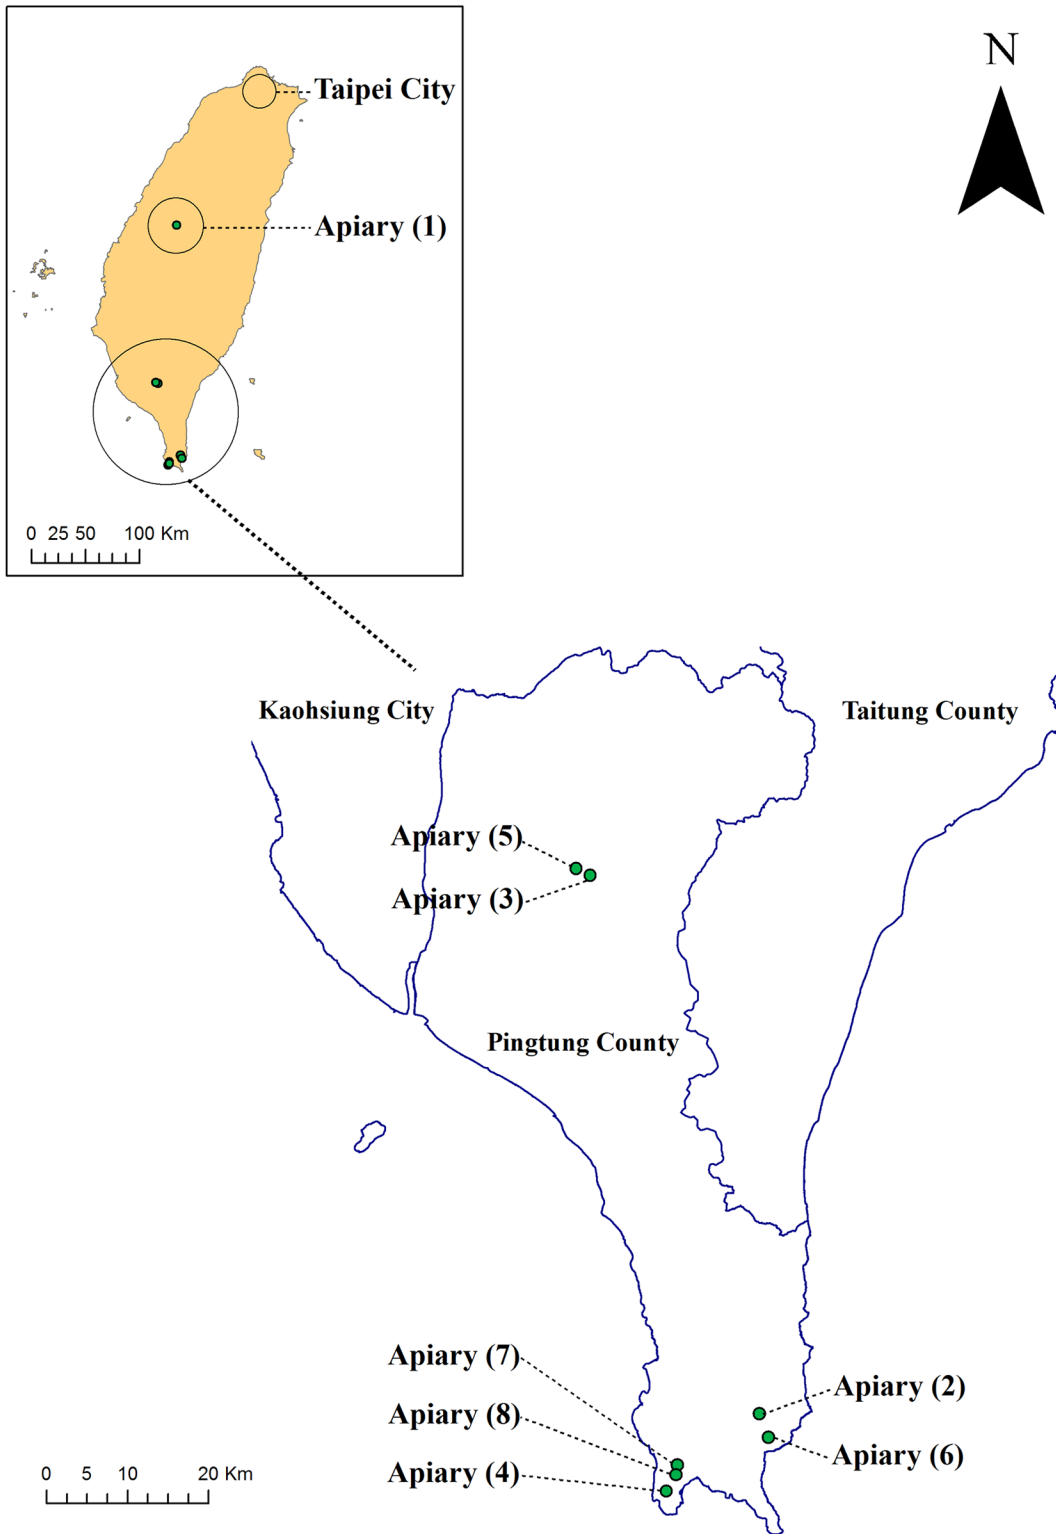 N
Taipei City
Apiary (1)
0 25 50 100 Km
Kaohsiung City
Taitung County
Apiary (5)
Apiary (3)
Pingtung County
Apiary (7)
Apiary (2)
Apiary (8)
Apiary (6)
Apiary (4)
0 5 10 20 Km